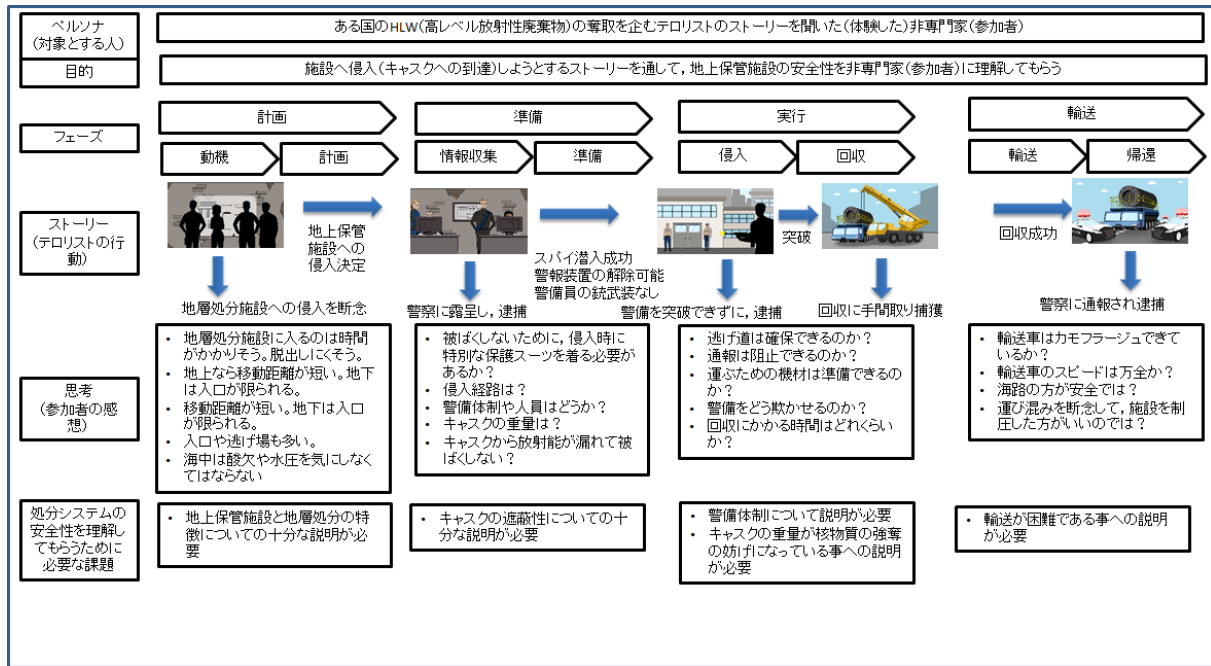 ペルソナ
(対象とする人)
ある国のHLW(高レベル放射性廃棄物)の奪取を企むテロリストのストーリーを聞いた(体験した)非専門家(参加者)
目的
施設へ侵入(キャスクへの到達)しようとするストーリーを通して,地上保管施設の安全性を非専門家(参加者)に理解してもらう
フェーズ
計画
準備
実行
輸送
動機
計画
情報収集
準備
侵入
回収
輸送
帰還
ストーリー
(テロリストの行
動)
地上保管
施設への
侵入決定
スパイ潜入成功
警報装置の解除可能
警備員の銃武装なし
突破
回収成功
地層処分施設への侵入を断念
警察に露呈し,逮捕
警備を突破できずに,逮捕
回収に手間取り捕獲
警察に通報され逮捕
思考
(参加者の感
想)
• 地層処分施設に入るのは時間
がかかりそう。脱出しにくそう。
• 地上なら移動距離が短い。地下
は入口が限られる。
• 移動距離が短い。地下は入口
が限られる。
• 入口や逃げ場も多い。
• 海中は酸欠や水圧を気にしなく
てはならない
• 被ばくしないために,侵入時に
特別な保護スーツを着る必要が
あるか?
• 侵入経路は?
• 警備体制や人員はどうか?
• キャスクの重量は?
• キャスクから放射能が漏れて被
ばくしない?
• 逃げ道は確保できるのか?
• 通報は阻止できるのか?
• 運ぶための機材は準備できるの
か?
• 警備をどう欺かせるのか?
• 回収にかかる時間はどれくらい
か?
• 輸送車はカモフラージュできて
いるか?
• 輸送車のスピードは万全か?
• 海路の方が安全では?
• 運び混みを断念して,施設を制
圧した方がいいのでは?
処分システムの
安全性を理解し
てもらうために
必要な課題
• 地上保管施設と地層処分の特
徴についての十分な説明が必
要
• キャスクの遮蔽性についての十
分な説明が必要
• 警備体制について説明が必要
• キャスクの重量が核物質の強奪
の妨げになっている事への説明
が必要
• 輸送が困難である事への説明
が必要